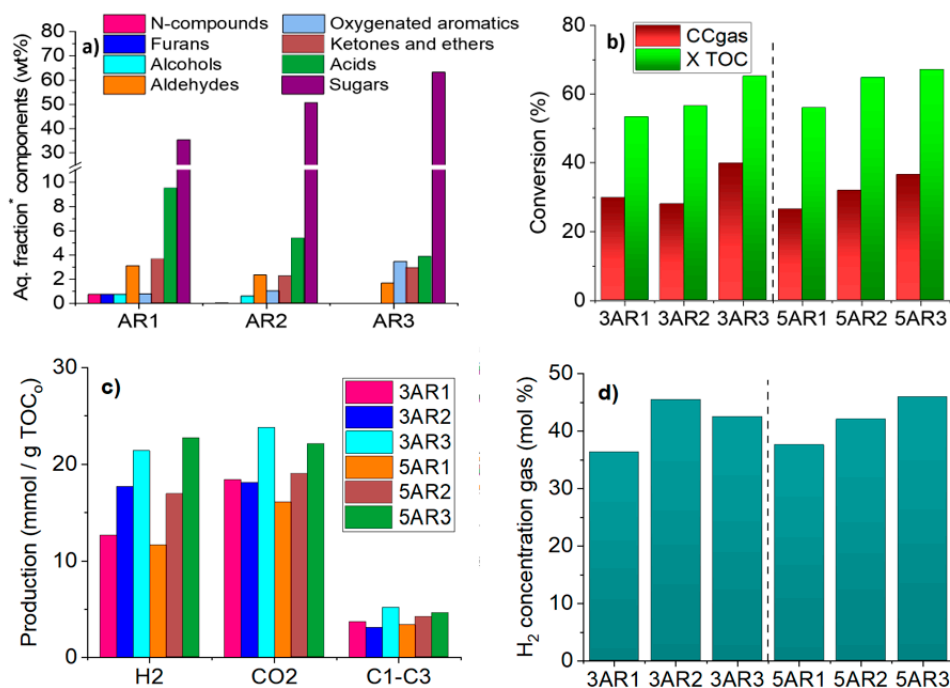 a)
N-compounds
Furans
Alcohols
Aldehydes
Oxygenated aromatics
Ketones and ethers
Acids
Sugars
Aq. fraction* components (wt%)
80
70
60
50
40
30
10
8
6
4
2
0
AR1 AR2 AR3
b)
CCgas
X TOC
Conversion (%)
80
60
40
20
0
3AR1 3AR2 3AR3 5AR1 5AR2 5AR3
c)
3AR1
3AR2
3AR3
5AR1
5AR2
5AR3
Production (mmol / g TOCₒ)
30
20
10
0
H2 CO2 C1-C3
d)
H₂ concentration gas (mol %)
50
40
30
20
10
0
3AR1 3AR2 3AR3 5AR1 5AR2 5AR3